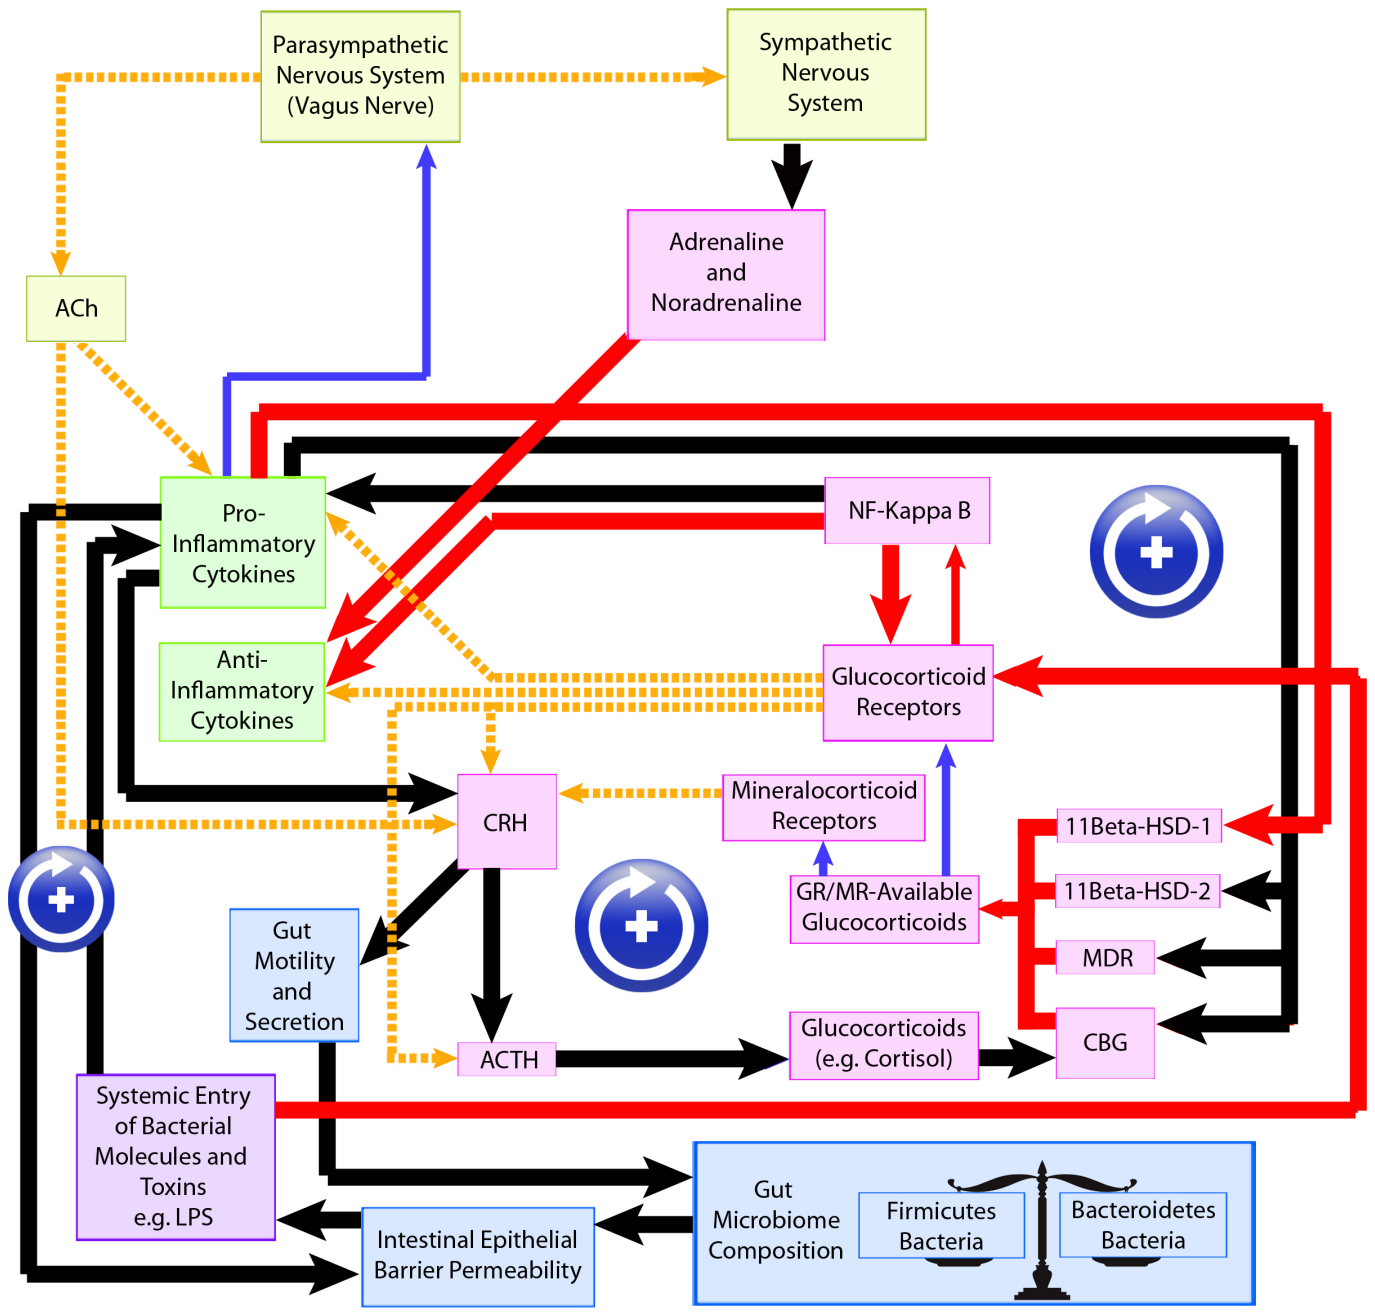 Parasympathetic
Nervous System
(Vagus Nerve)
Sympathetic
Nervous
System
Adrenaline
and
Noradrenaline
ACh
Pro-
Inflammatory
Cytokines
NF-Kappa B
Anti-
Inflammatory
Cytokines
Glucocorticoid
Receptors
CRH
Mineralocorticoid
Receptors
11Beta-HSD-1
GR/MR-Available
Glucocorticoids
11Beta-HSD-2
Gut
Motility
and
Secretion
MDR
ACTH
Glucocorticoids
(e.g. Cortisol)
CBG
Systemic Entry
of Bacterial
Molecules and
Toxins
e.g. LPS
Intestinal Epithelial
Barrier Permeability
Gut
Microbiome
Composition
Firmicutes
Bacteria
Bacteroidetes
Bacteria